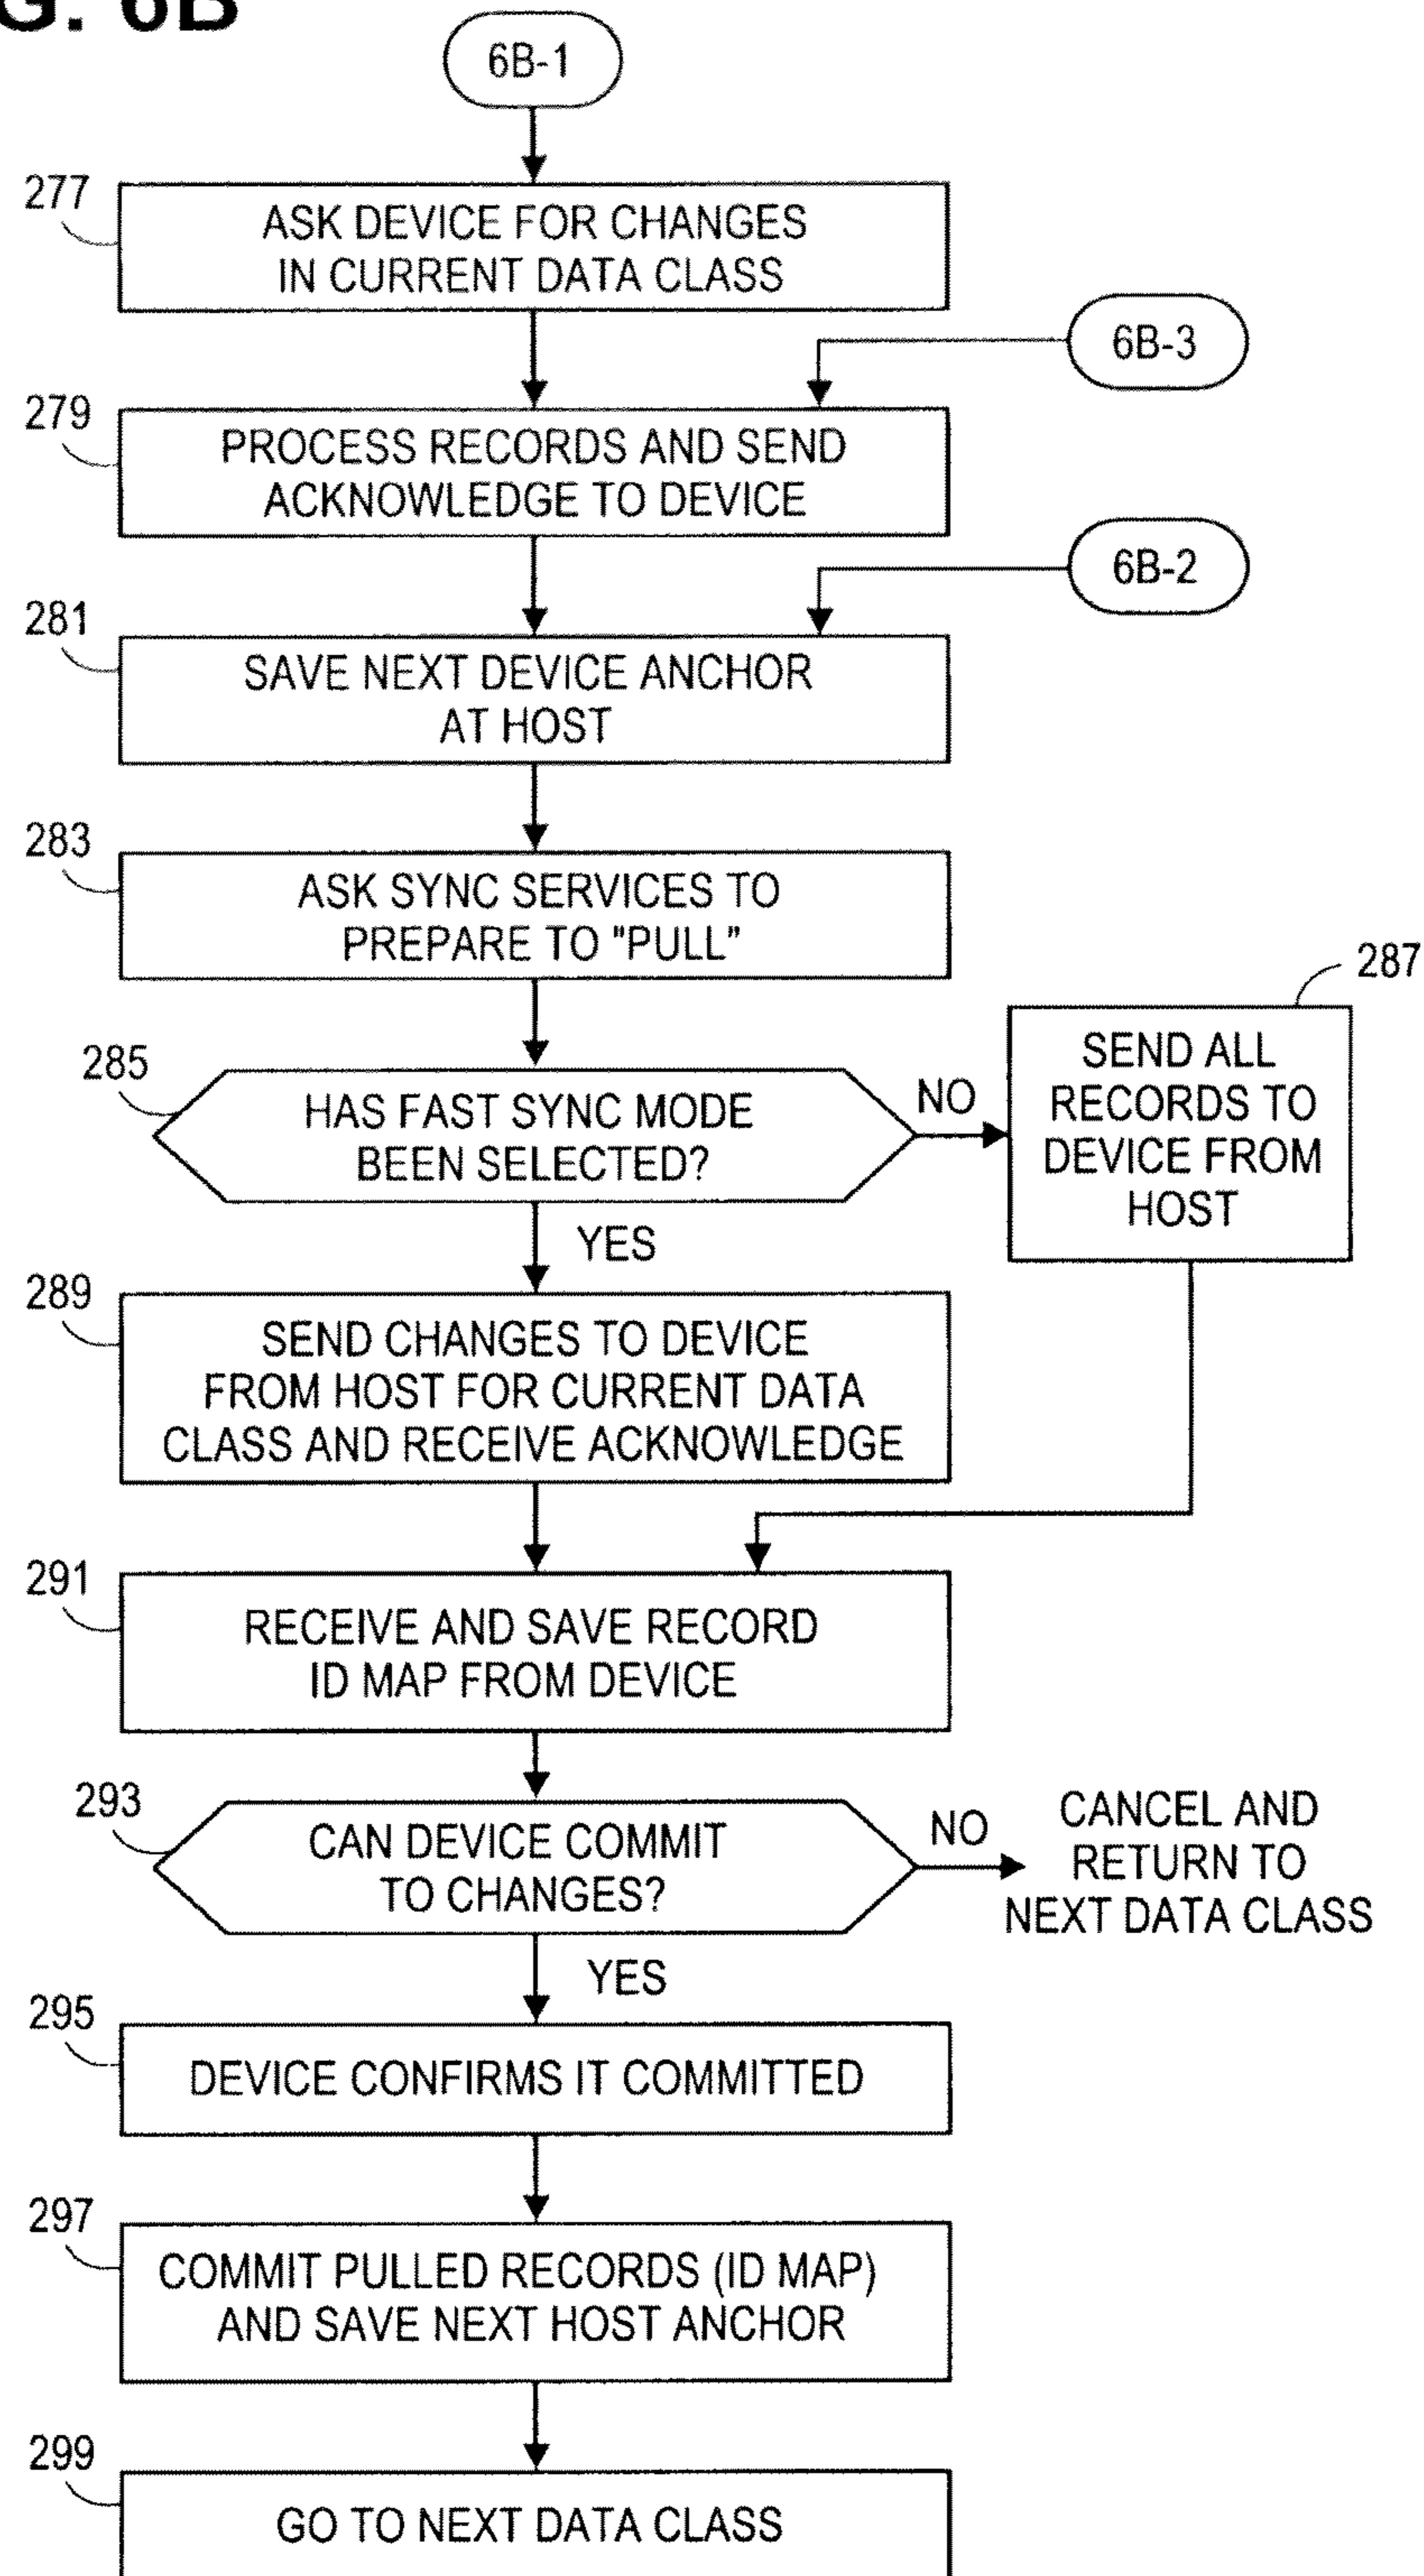 G. 6B
6B-1
277
ASK DEVICE FOR CHANGES
IN CURRENT DATA CLASS
6B-3
279
PROCESS RECORDS AND SEND
ACKNOWLEDGE TO DEVICE
6B-2
281
SAVE NEXT DEVICE ANCHOR
AT HOST
283
ASK SYNC SERVICES TO
PREPARE TO "PULL"
287
SEND ALL
RECORDS TO
DEVICE FROM
HOST
285
HAS FAST SYNC MODE
BEEN SELECTED?
NO
YES
289
SEND CHANGES TO DEVICE
FROM HOST FOR CURRENT DATA
CLASS AND RECEIVE ACKNOWLEDGE
291
RECEIVE AND SAVE RECORD
ID MAP FROM DEVICE
293
CAN DEVICE COMMIT
TO CHANGES?
NO
CANCEL AND
RETURN TO
NEXT DATA CLASS
YES
295
DEVICE CONFIRMS IT COMMITTED
297
COMMIT PULLED RECORDS (ID MAP)
AND SAVE NEXT HOST ANCHOR
299
GO TO NEXT DATA CLASS